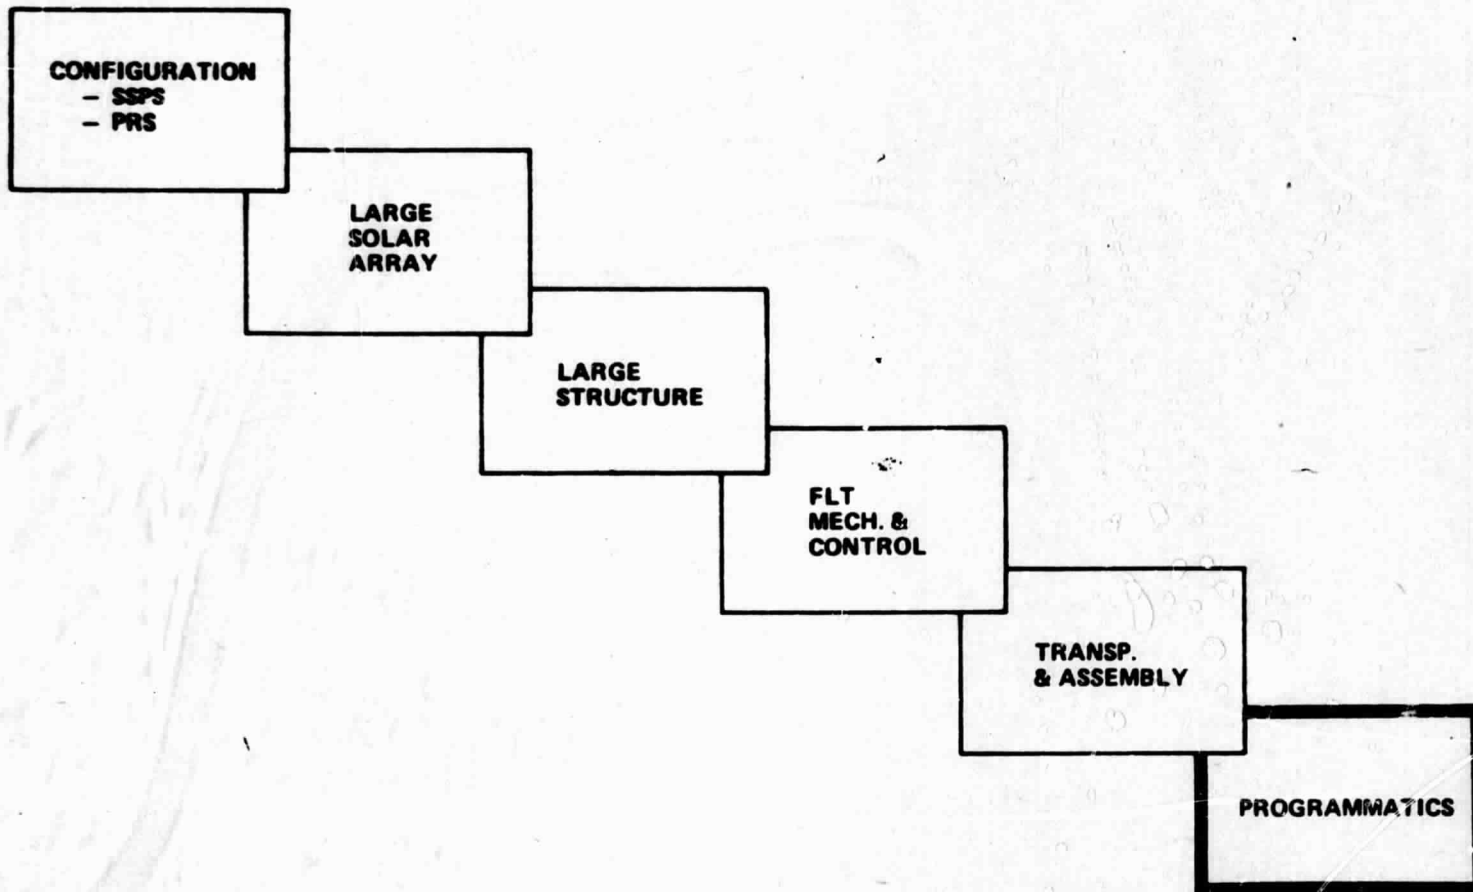 CONFIGURATION
– SSPS
– PRS
LARGE
SOLAR
ARRAY
LARGE
STRUCTURE
FLT
MECH. &
CONTROL
TRANSP.
& ASSEMBLY
PROGRAMMATICS